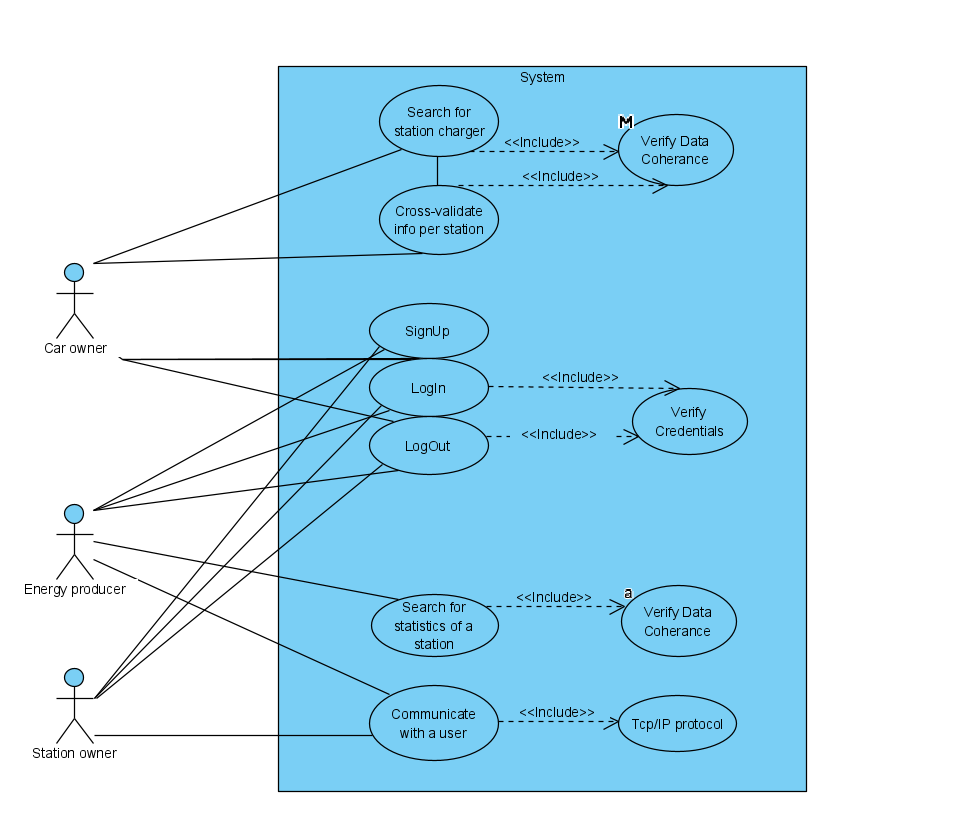 System
Search for
station charger
<<Include>>
M
Verify Data
Coherance
<<Include>>
Cross-validate
info per station
Car owner
SignUp
LogIn
<<Include>>
Verify
Credentials
LogOut
<<Include>>
Energy producer
Search for
statistics of a
station
<<Include>>
a
Verify Data
Coherance
Communicate
with a user
<<Include>>
Tcp/IP protocol
Station owner